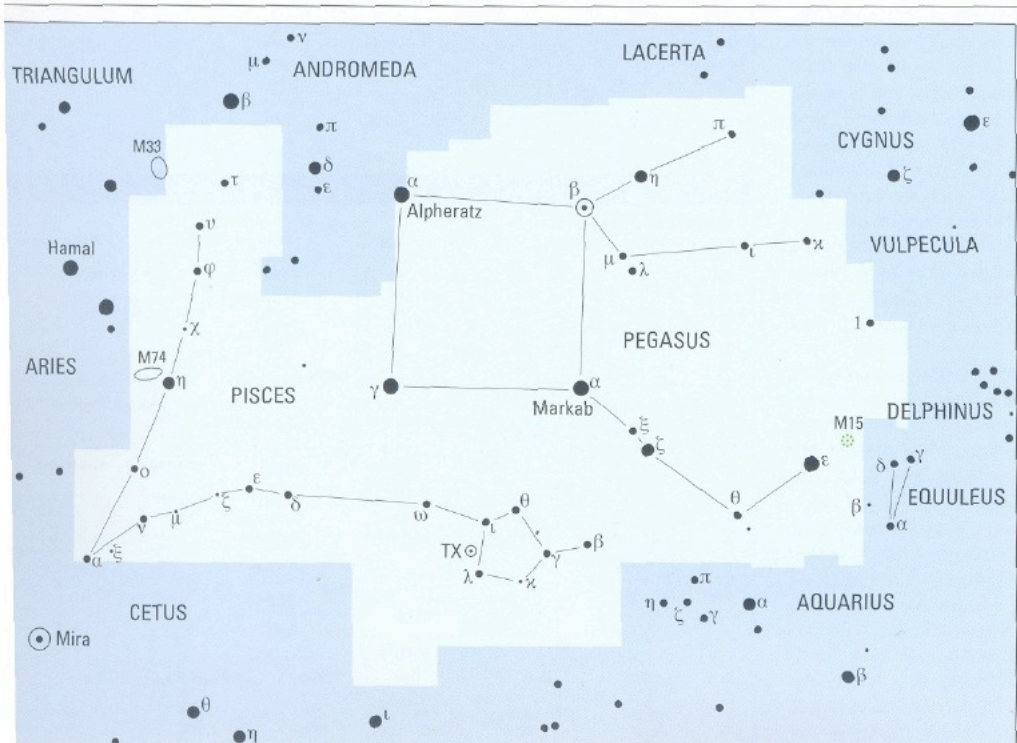 ν
LACERTA
μ
ANDROMEDA
TRIANGULUM
β
π
π
ε
M33
CYGNUS
δ
α
η
ζ
τ
ε
β
Alpheratz
υ
Hamal
μ
ι
κ
VULPECULA
φ
λ
χ
1
PEGASUS
ARIES
M74
η
PISCES
γ
α
Markab
DELPHINUS
M15
ξ
ζ
ε
δ
γ
ο
ε
ζ
δ
ω
θ
θ
β
EQUULEUS
ν
μ
ι
α
α
ξ
TX
β
γ
λ
κ
π
CETUS
η
ζ
γ
α
AQUARIUS
Mira
β
θ
ι
η